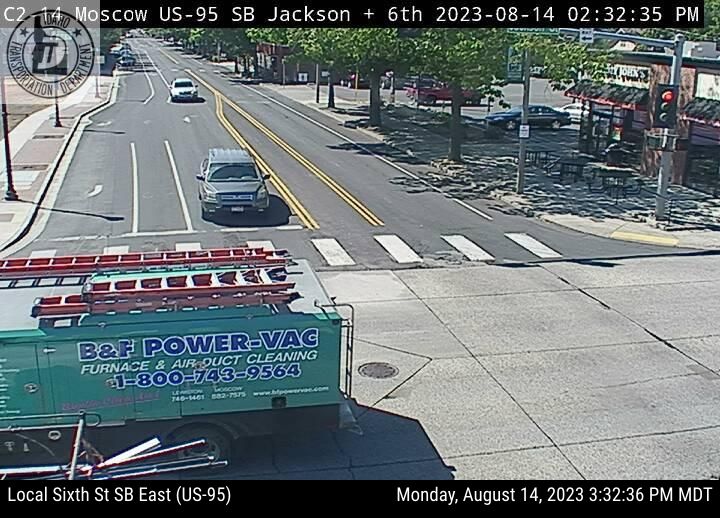 C2.14 Moscow US-95 SB Jackson + 6th 2023-08-14 02:32:35 PM
IDAHO
TRANSPORTATION DEPARTMENT
B&F POWER-VAC
FURNACE & AIR DUCT CLEANING
1-800-743-9564
LEWISTON MOSCOW
746-1461 882-7575 www.bfpowervac.com
Local Sixth St SB East (US-95)
Monday, August 14, 2023 3:32:36 PM MDT